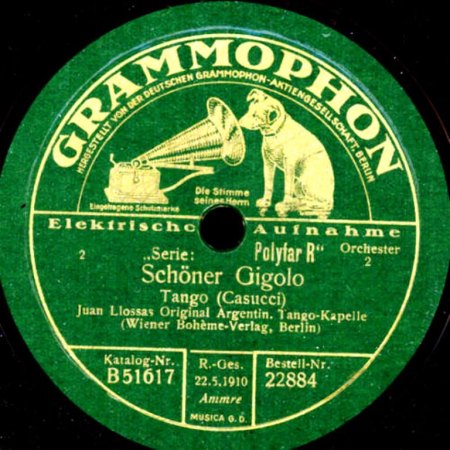 GRAMMOPHON
HERGESTELLT VON DER DEUTSCHEN GRAMMOPHON-AKTIENGESELLSCHAFT, BERLIN
Die Stimme
seines Herrn
Eingetragene Schutzmarke
Elektrische Aufnahme
2 „Serie: Polyfar R“ Orchester 2
Schöner Gigolo
Tango (Casucci)
Juan Llossas Original Argentin. Tango-Kapelle
(Wiener Bohème-Verlag, Berlin)
Katalog-Nr. R.-Ges. Bestell-Nr.
B51617 22.5.1910 22884
Ammre
MUSICA G.D.